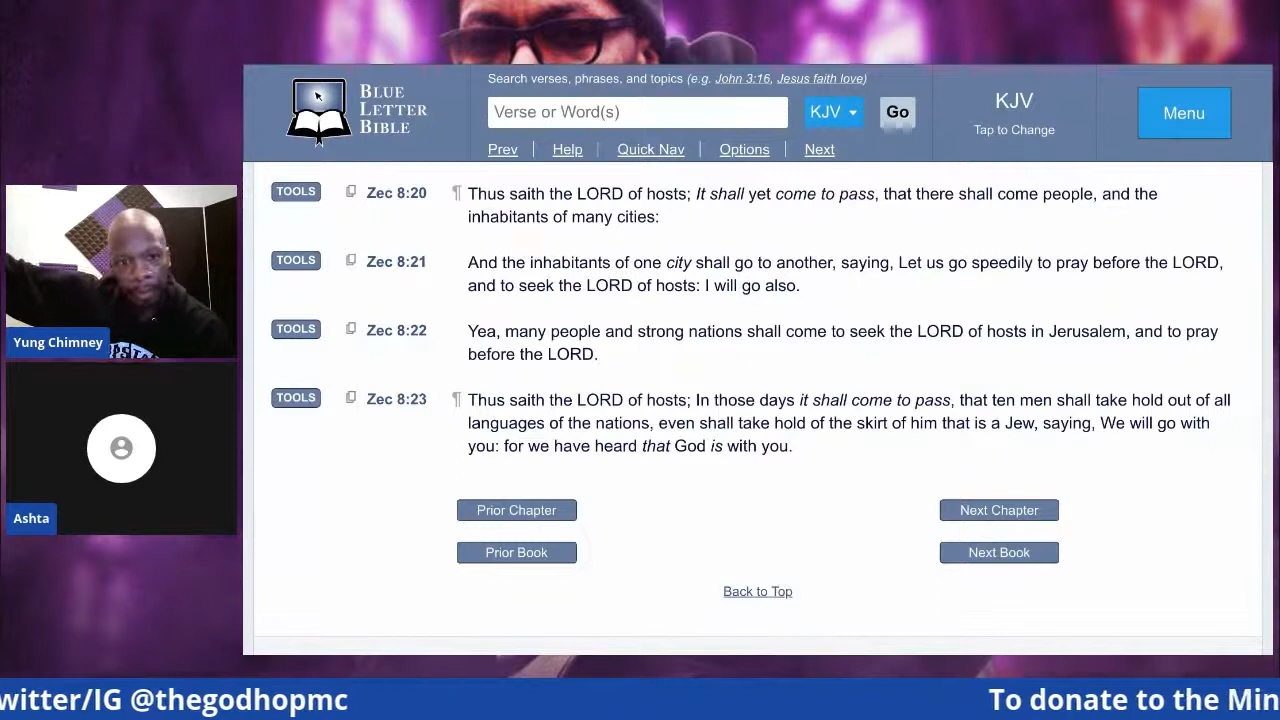 Search verses, phrases, and topics (e.g. John 3:16, Jesus faith love)
BLUE
LETTER
BIBLE
Verse or Word(s)
KJV
Go
Prev
Help
Quick Nav
Options
Next
KJV
Tap to Change
Menu
TOOLS Zec 8:20 ¶ Thus saith the LORD of hosts; It shall yet come to pass, that there shall come people, and the
inhabitants of many cities:
TOOLS Zec 8:21 And the inhabitants of one city shall go to another, saying, Let us go speedily to pray before the LORD,
and to seek the LORD of hosts: I will go also.
TOOLS Zec 8:22 Yea, many people and strong nations shall come to seek the LORD of hosts in Jerusalem, and to pray
before the LORD.
TOOLS Zec 8:23 ¶ Thus saith the LORD of hosts; In those days it shall come to pass, that ten men shall take hold out of all
languages of the nations, even shall take hold of the skirt of him that is a Jew, saying, We will go with
you: for we have heard that God is with you.
Prior Chapter
Next Chapter
Prior Book
Next Book
Back to Top
Yung Chimney
Ashta
witter/IG @thegodhopmc
To donate to the Min